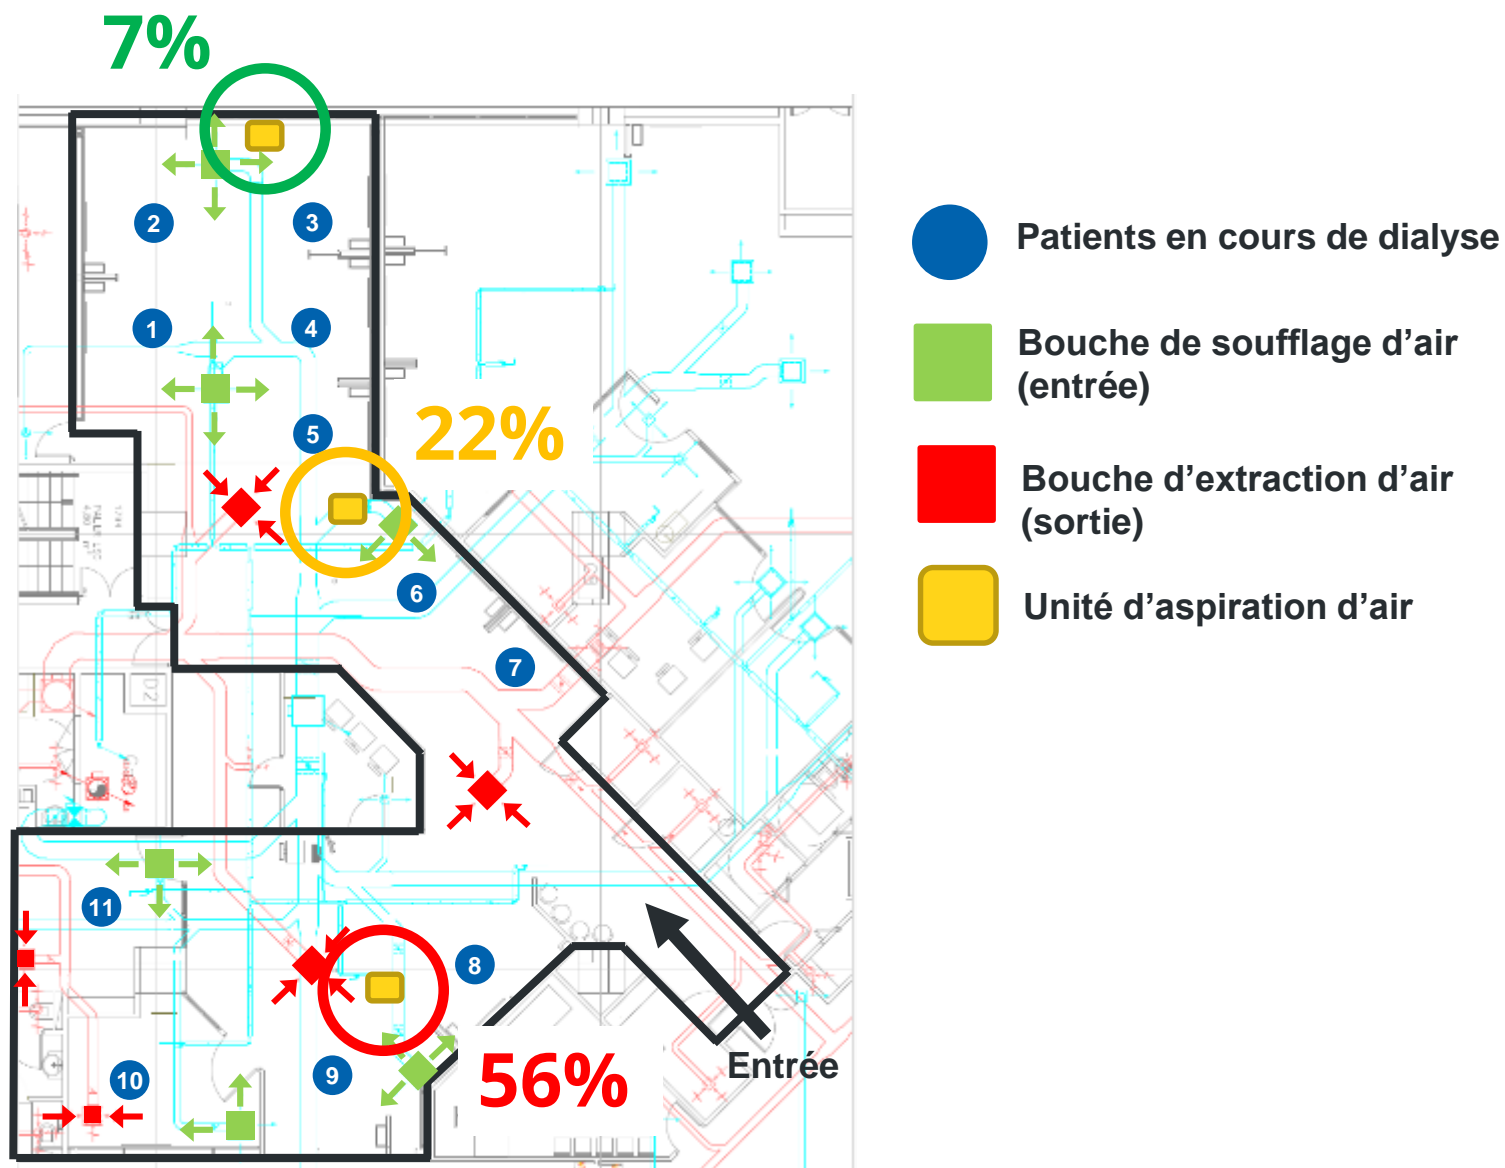 7%
2
3
1
4
5
22%
6
7
D2
11
8
10
9
56%
Entrée
Patients en cours de dialyse
Bouche de soufflage d’air
(entrée)
Bouche d’extraction d’air
(sortie)
Unité d’aspiration d’air